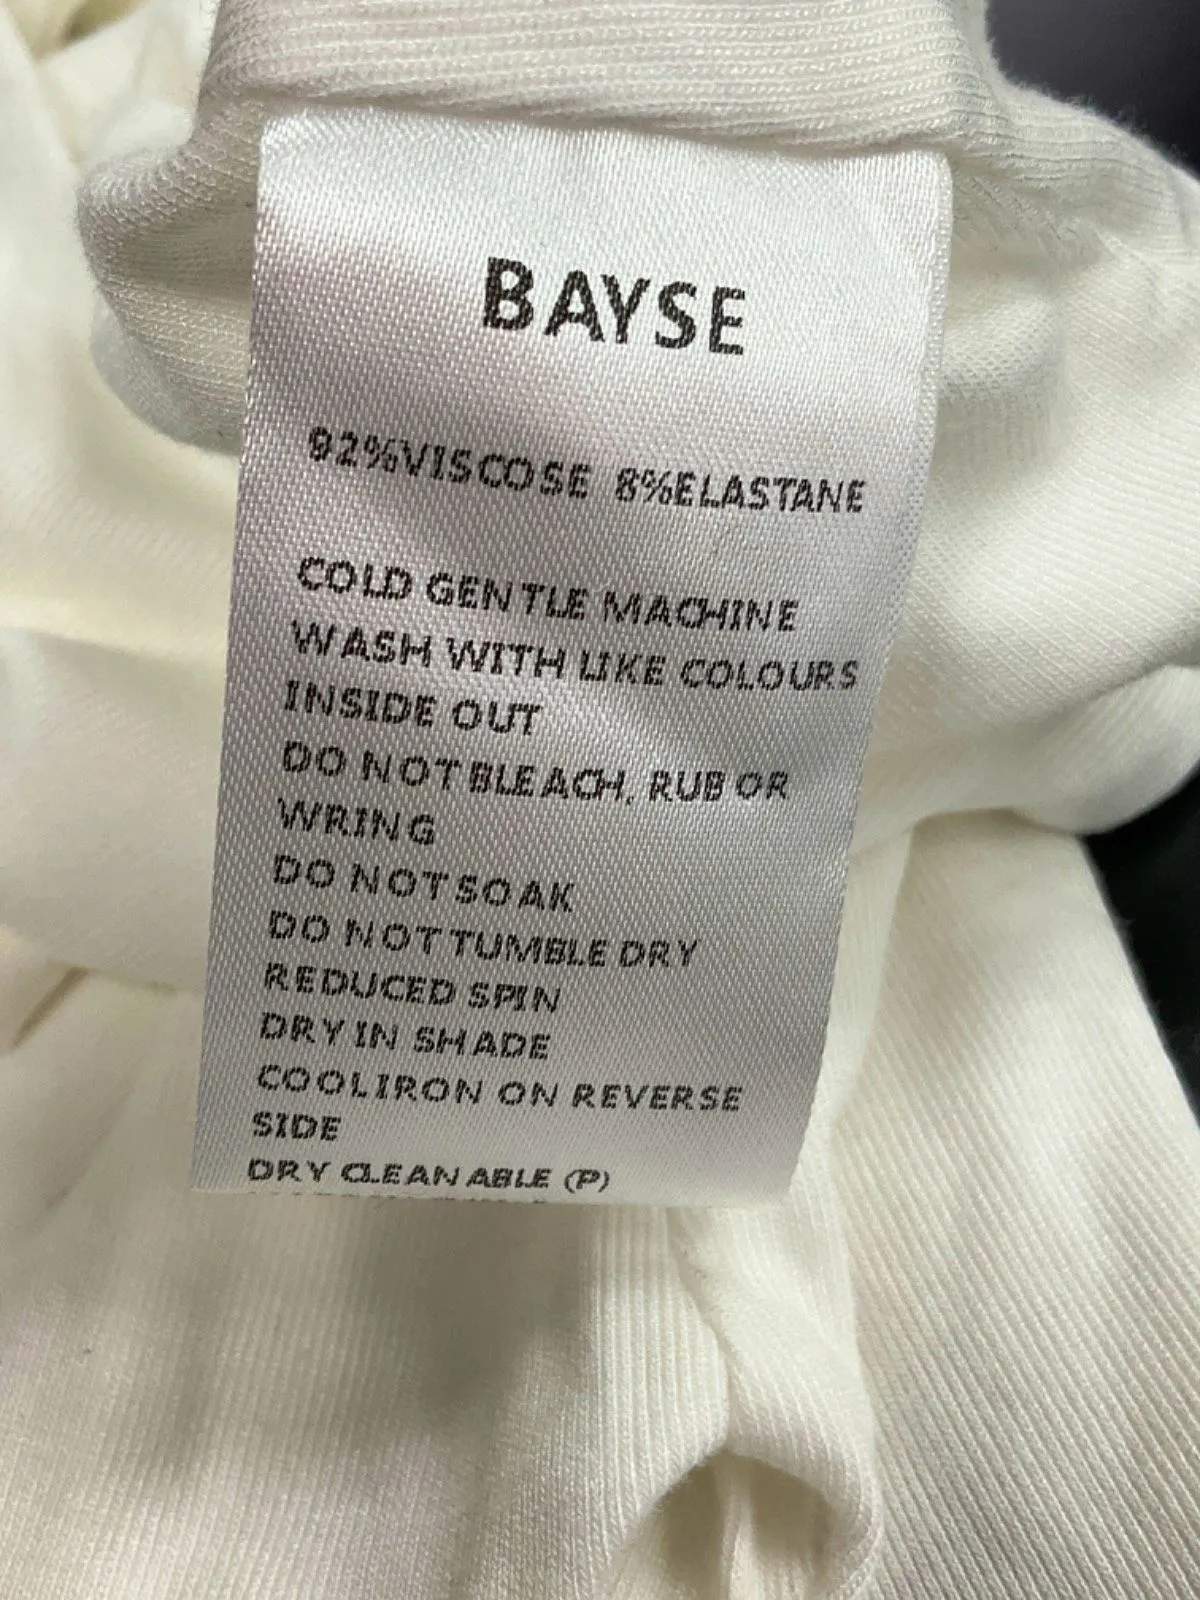 BAYSE
92%VISCOSE 8%ELASTANE
COLD GENTLE MACHINE
WASH WITH LIKE COLOURS
INSIDE OUT
DO NOT BLEACH, RUB OR
WRING
DO NOT SOAK
DO NOT TUMBLE DRY
REDUCED SPIN
DRY IN SHADE
COOL IRON ON REVERSE
SIDE
DRY CLEANABLE (P)